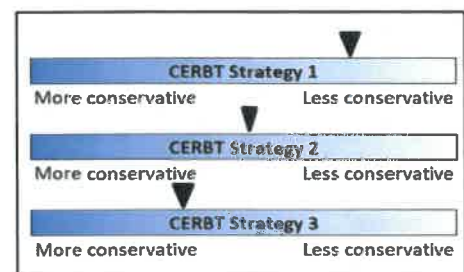 CERBT Strategy 1
More conservative Less conservative
CERBT Strategy 2
More conservative Less conservative
CERBT Strategy 3
More conservative Less conservative